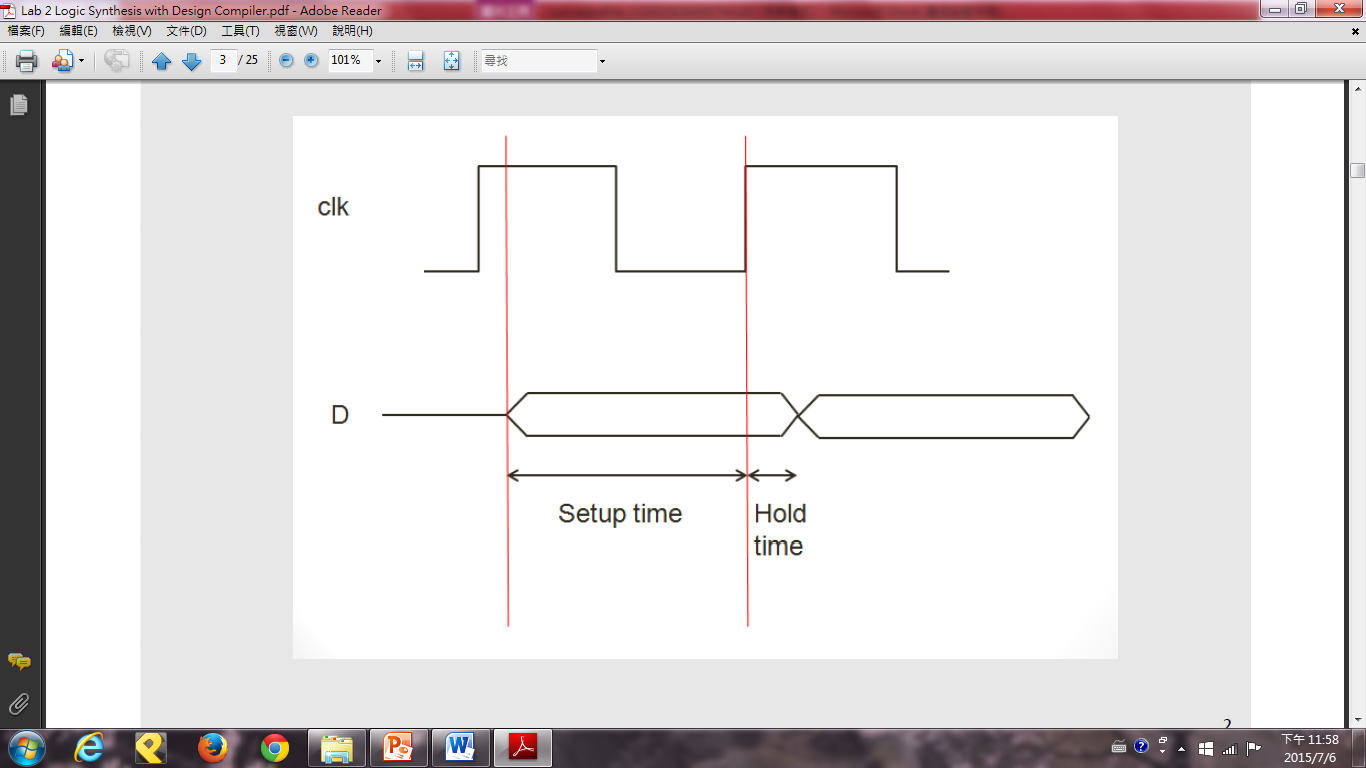 Lab 2 Logic Synthesis with Design Compiler.pdf - Adobe Reader
檔案(F) 編輯(E) 檢視(V) 文件(D) 工具(T) 視窗(W) 說明(H)
3 / 25 101% 尋找
clk
D
Setup time
Hold
time
2
下午 11:58
2015/7/6